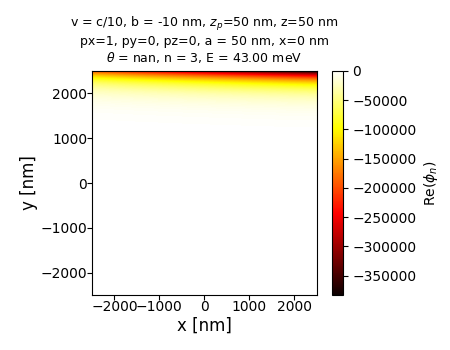 v = c/10, b = -10 nm, $z_p$=50 nm, z=50 nm
px=1, py=0, pz=0, a = 50 nm, x=0 nm
θ = nan, n = 3, E = 43.00 meV
2000
1000
0
−1000
−2000
y [nm]
−2000 −1000 0 1000 2000
x [nm]
0
−50000
−100000
−150000
−200000
−250000
−300000
−350000
Re(ϕₙ)